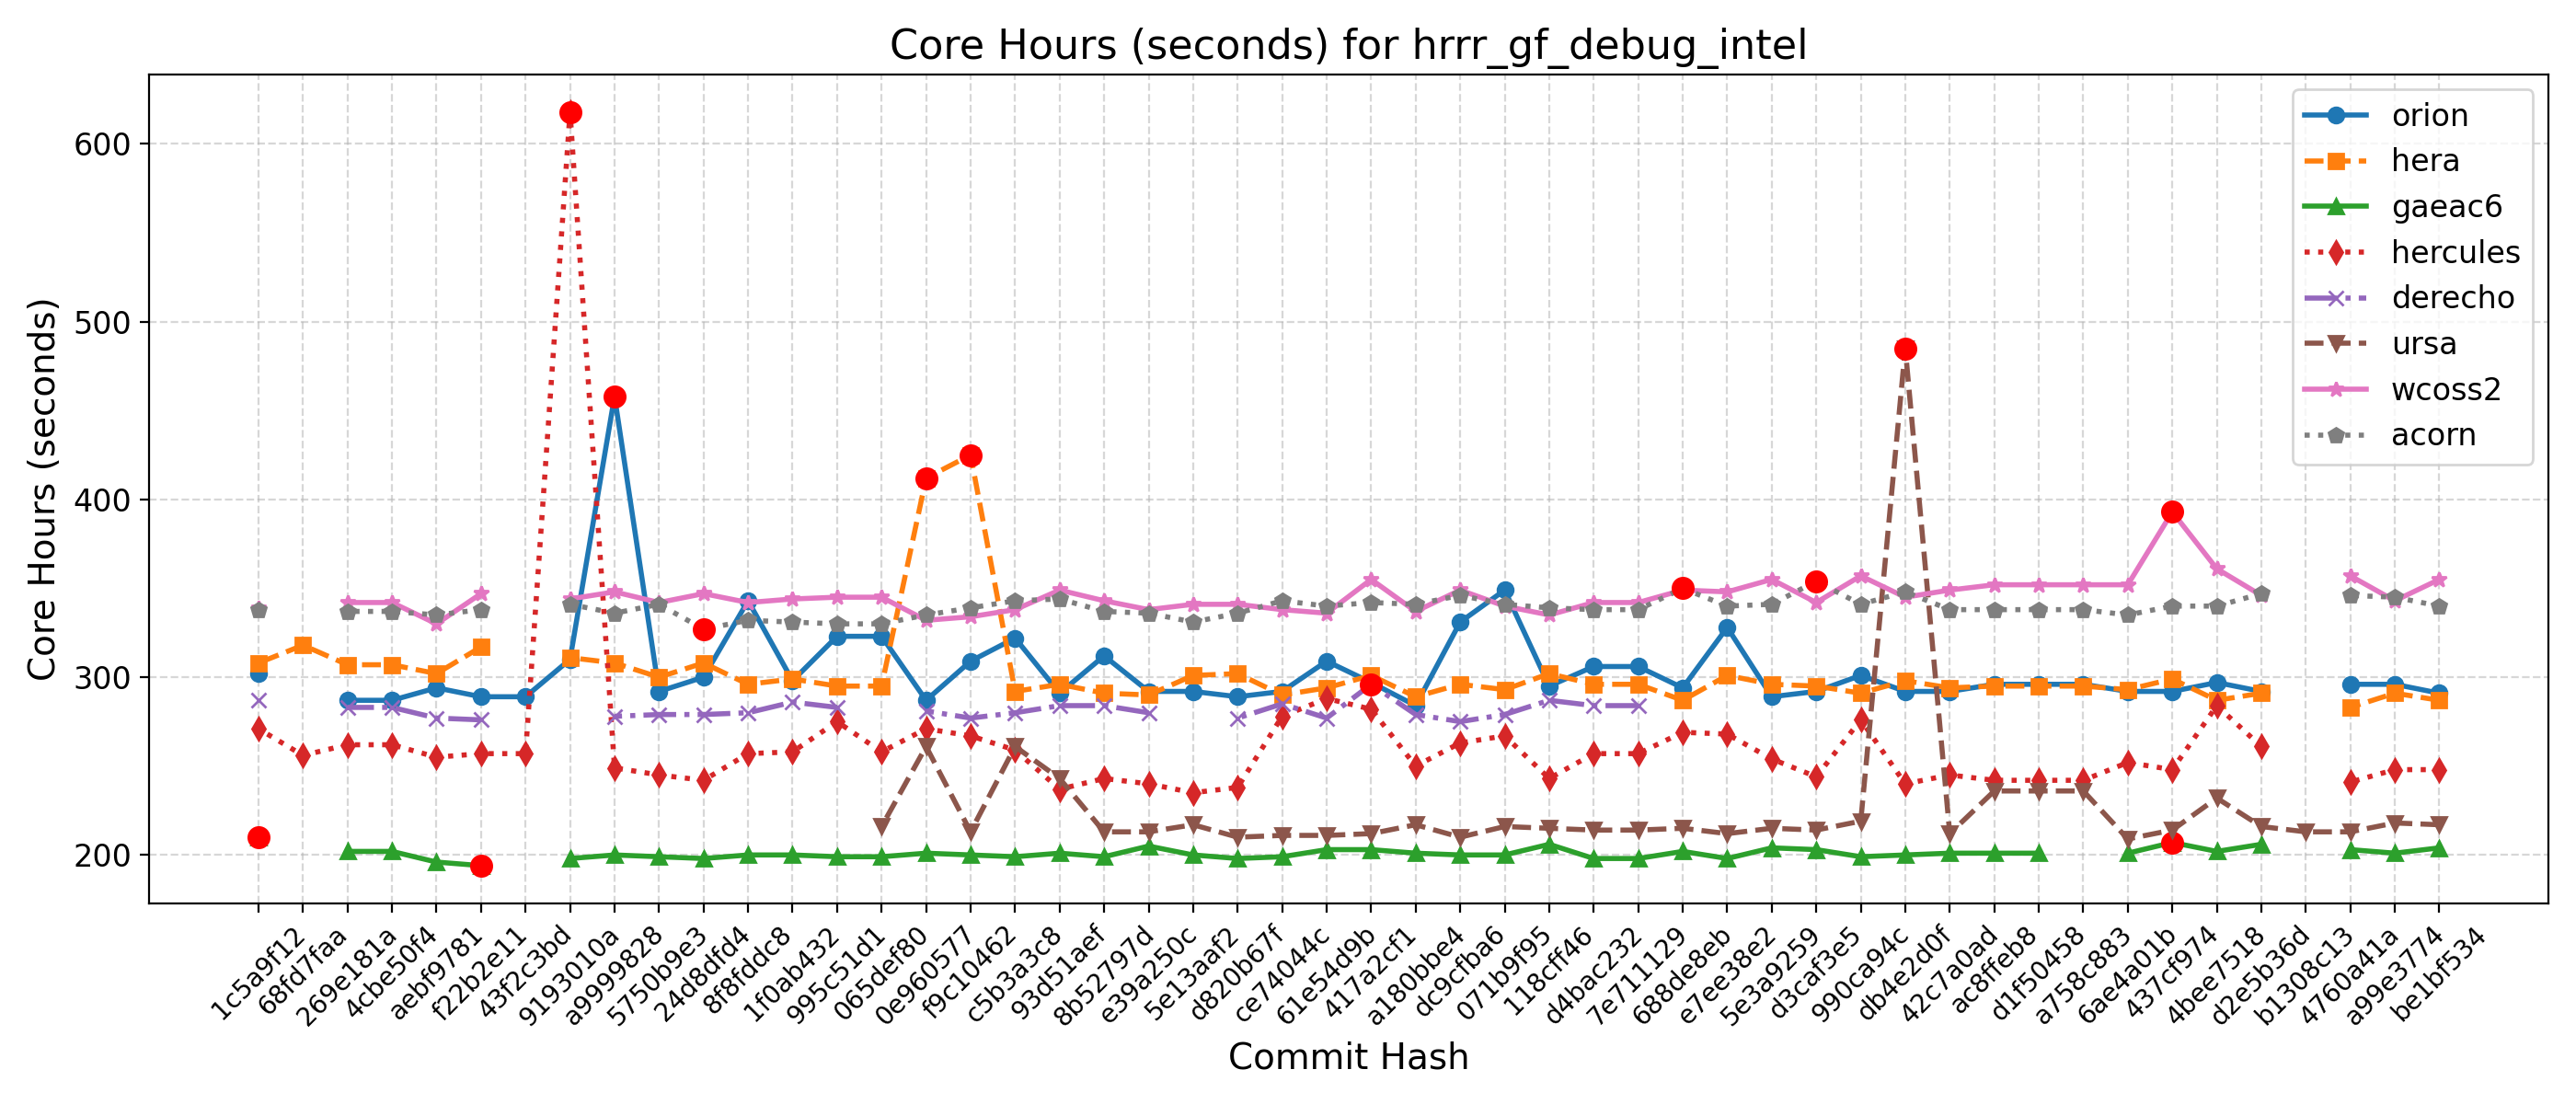 Core Hours (seconds) for hrrr_gf_debug_intel
Core Hours (seconds)
600
500
400
300
200
orion
hera
gaeac6
hercules
derecho
ursa
wcoss2
acorn
1c5a9f12
68fd7faa
269e181a
4cbe50f4
aebf9781
f22b2e11
43f2c3bd
9193010a
a9999828
5750b9e3
24d8dfd4
8f8fddc8
1f0ab432
995c51d1
065def80
0e960577
f9c10462
c5b3a3c8
93d51aef
8b52797d
e39a250c
5e13aaf2
d820b67f
ce74044c
61e54d9b
417a2cf1
a180bbe4
dc9cfba6
071b9f95
118cff46
d4bac232
7e711129
688de8eb
e7ee38e2
5e3a9259
d3caf3e5
990ca94c
db4e2d0f
42c7a0ad
ac8ffeb8
d1f50458
a758c883
6ae4a01b
437cf974
4bee7518
d2e5b36d
b1308c13
4760a41a
a99e3774
be1bf534
Commit Hash